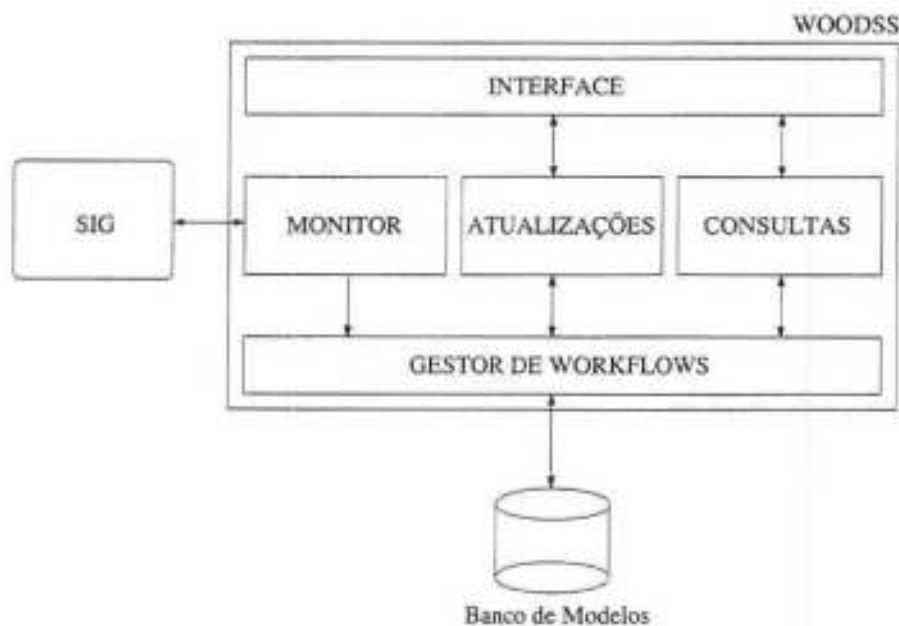 WOODSS
INTERFACE
SIG
MONITOR
ATUALIZAÇÕES
CONSULTAS
GESTOR DE WORKFLOWS
Banco de Modelos